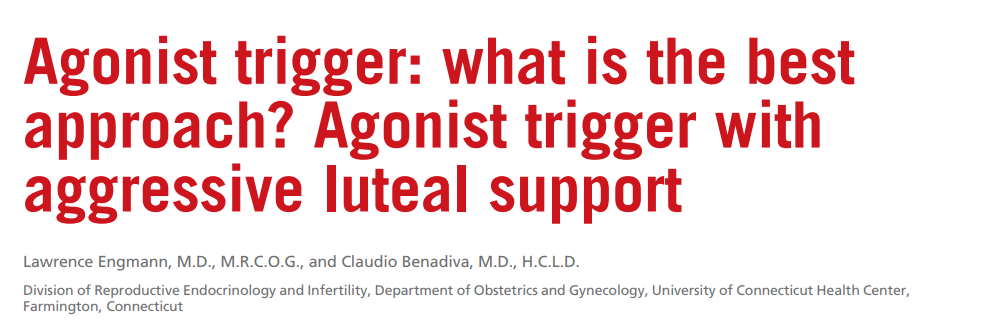 Agonist trigger: what is the best
approach? Agonist trigger with
aggressive luteal support
Lawrence Engmann, M.D., M.R.C.O.G., and Claudio Benadiva, M.D., H.C.L.D.
Division of Reproductive Endocrinology and Infertility, Department of Obstetrics and Gynecology, University of Connecticut Health Center,
Farmington, Connecticut